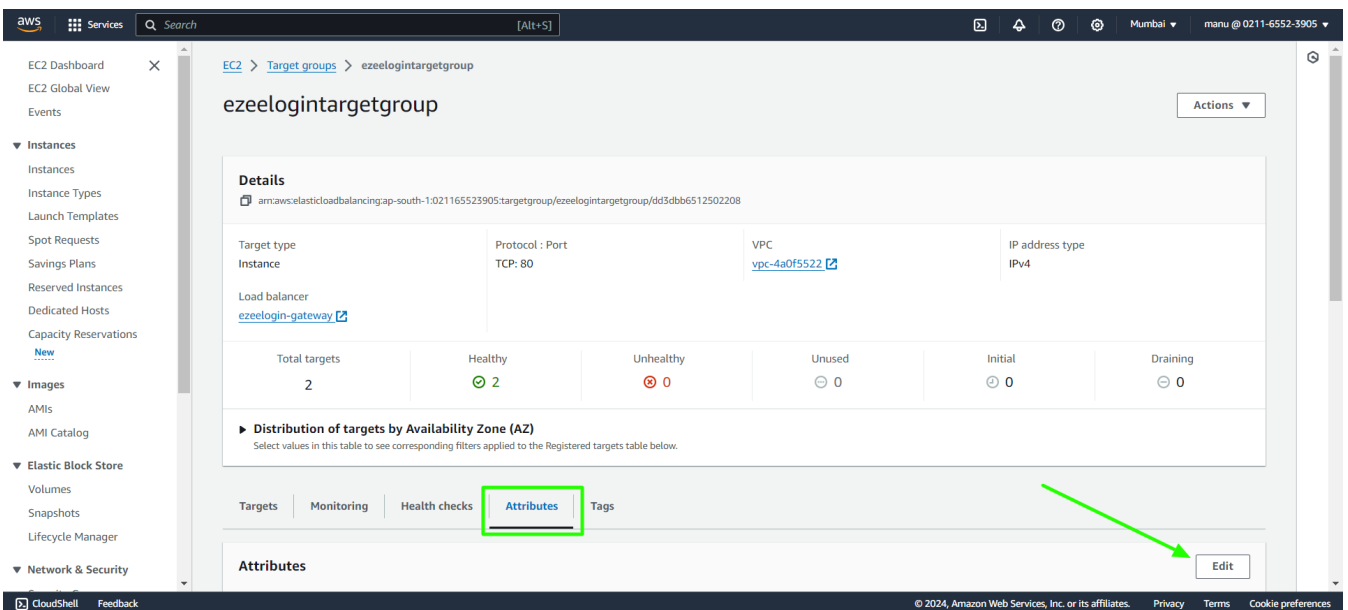 aws Services Search [Alt+S] Mumbai ▼ manu @ 0211-6552-3905 ▼
EC2 Dashboard
EC2 Global View
Events
▼ Instances
Instances
Instance Types
Launch Templates
Spot Requests
Savings Plans
Reserved Instances
Dedicated Hosts
Capacity Reservations
New
▼ Images
AMIs
AMI Catalog
▼ Elastic Block Store
Volumes
Snapshots
Lifecycle Manager
▼ Network & Security
EC2 > Target groups > ezeelogintargetgroup
ezeelogintargetgroup
Actions ▼
Details
arn:aws:elasticloadbalancing:ap-south-1:021165523905:targetgroup/ezeelogintargetgroup/dd3dbb6512502208
Target type
Instance
Protocol : Port
TCP: 80
VPC
vpc-4a0f5522
IP address type
IPv4
Load balancer
ezeelogin-gateway
Total targets
2
Healthy
2
Unhealthy
0
Unused
0
Initial
0
Draining
0
▶ Distribution of targets by Availability Zone (AZ)
Select values in this table to see corresponding filters applied to the Registered targets table below.
Targets Monitoring Health checks Attributes Tags
Attributes
Edit
CloudShell Feedback © 2024, Amazon Web Services, Inc. or its affiliates. Privacy Terms Cookie preferences